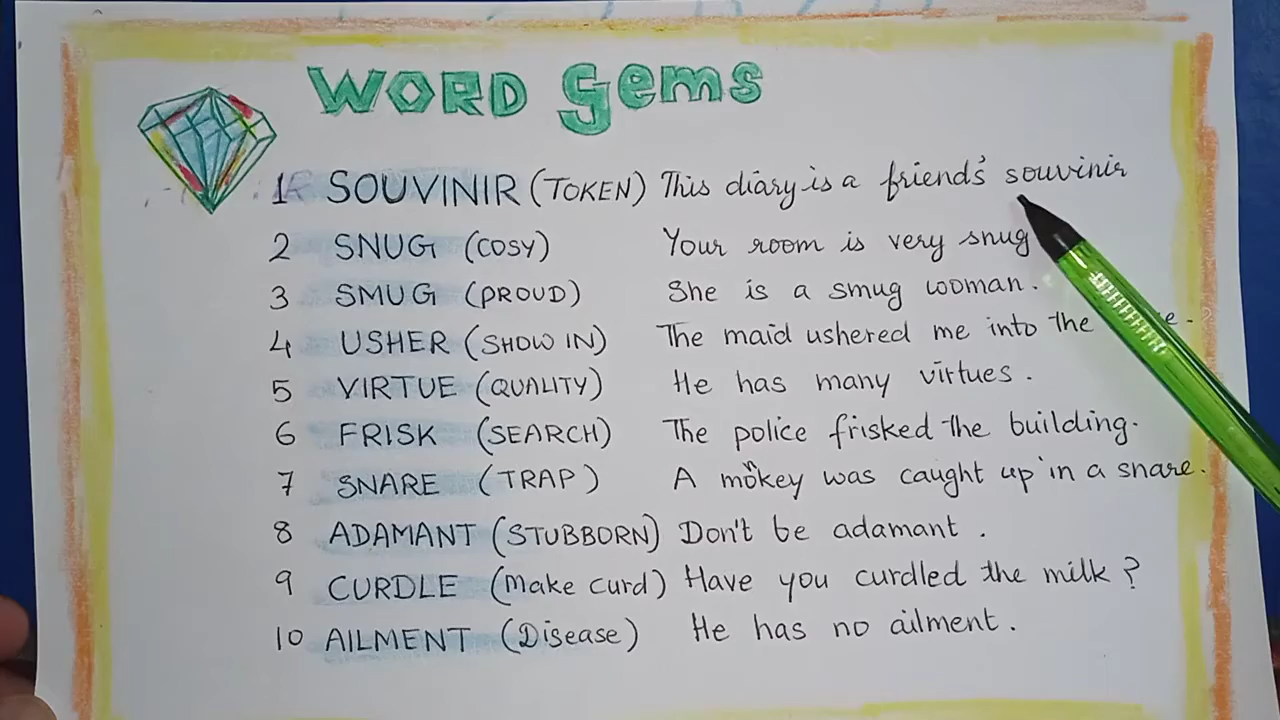 WORD Gems
1 SOUVINIR (TOKEN) This diary is a friend's souvinir
2 SNUG (COSY) Your room is very snug
3 SMUG (PROUD) She is a smug woman.
4 USHER (SHOW IN) The maid ushered me into the
5 VIRTUE (QUALITY) He has many virtues.
6 FRISK (SEARCH) The police frisked the building.
7 SNARE (TRAP) A monkey was caught up in a snare.
8 ADAMANT (STUBBORN) Don't be adamant.
9 CURDLE (Make curd) Have you curdled the milk?
10 AILMENT (Disease) He has no ailment.